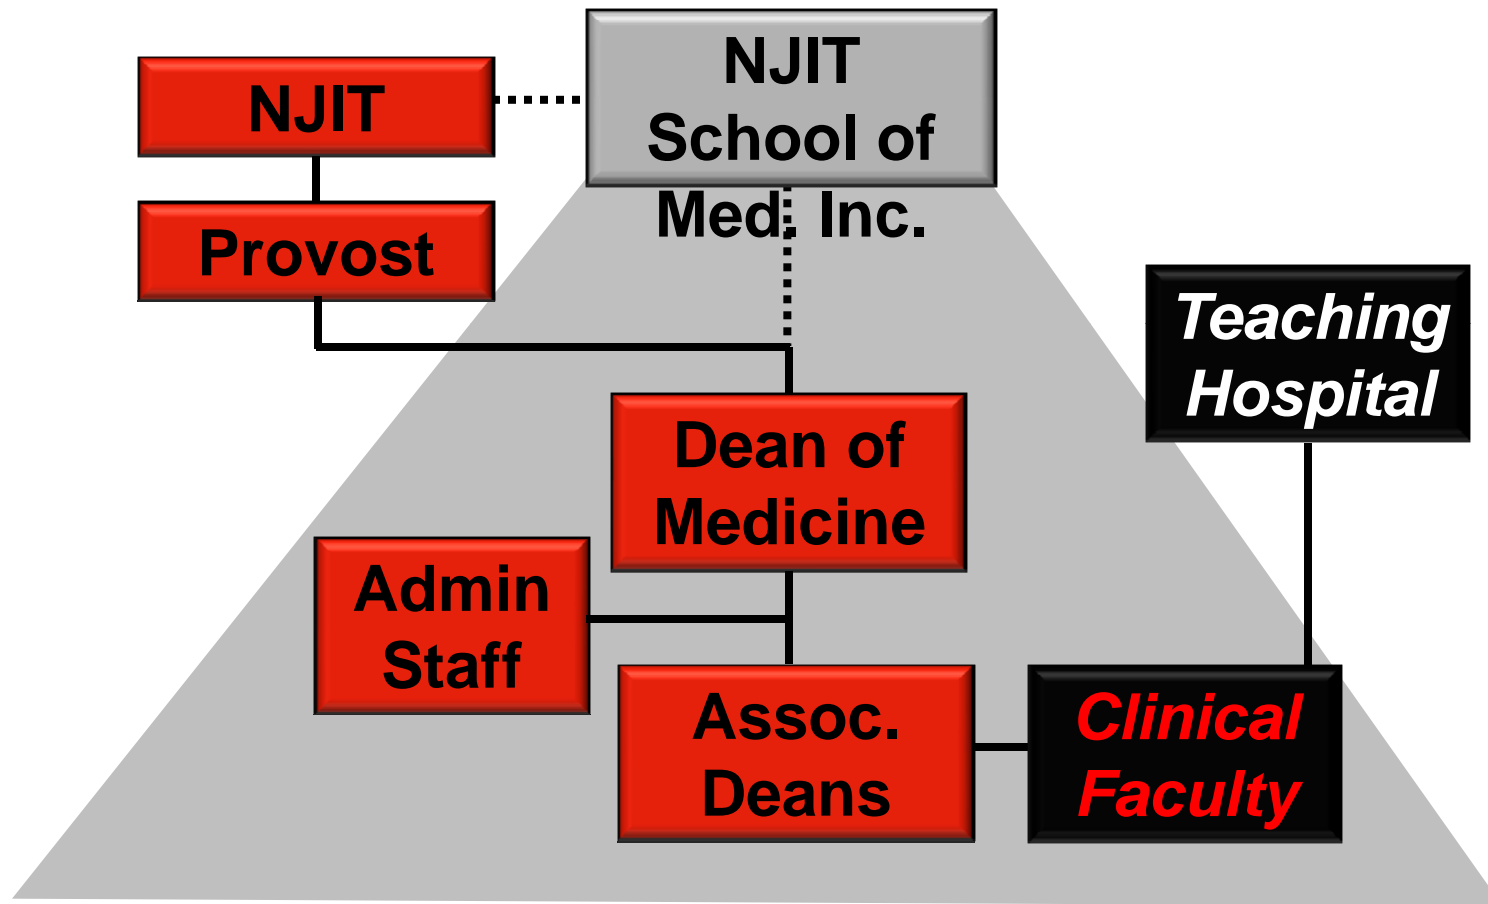 NJIT
School of
Med. Inc.
NJIT
Provost
Teaching
Hospital
Dean of
Medicine
Admin
Staff
Assoc.
Deans
Clinical
Faculty